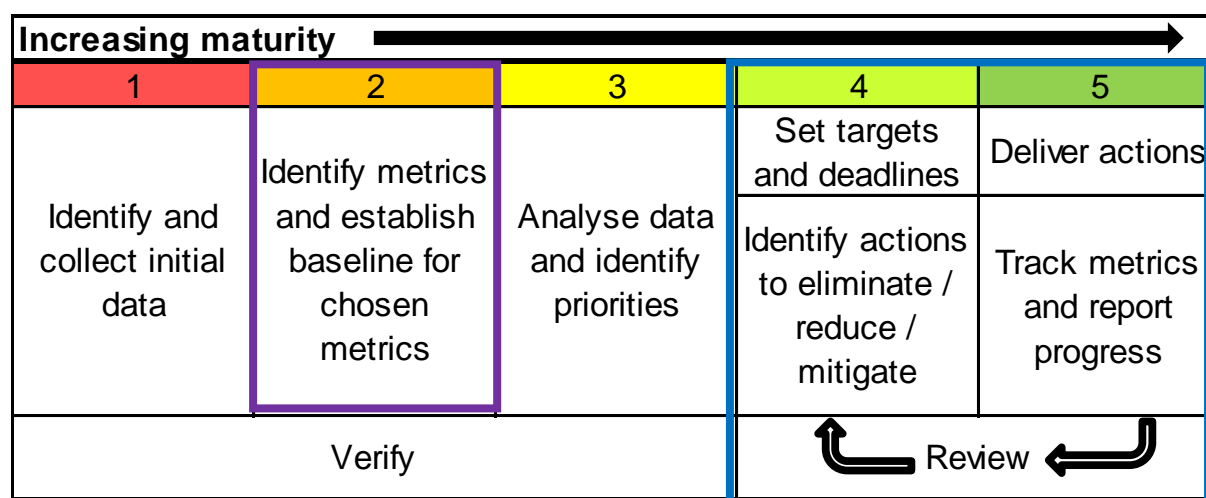 Increasing maturity
1
2
3
4
5
Identify and
collect initial
data
Identify metrics
and establish
baseline for
chosen
metrics
Analyse data
and identify
priorities
Set targets
and deadlines
Identify actions
to eliminate /
reduce /
mitigate
Deliver actions
Track metrics
and report
progress
Verify
Review